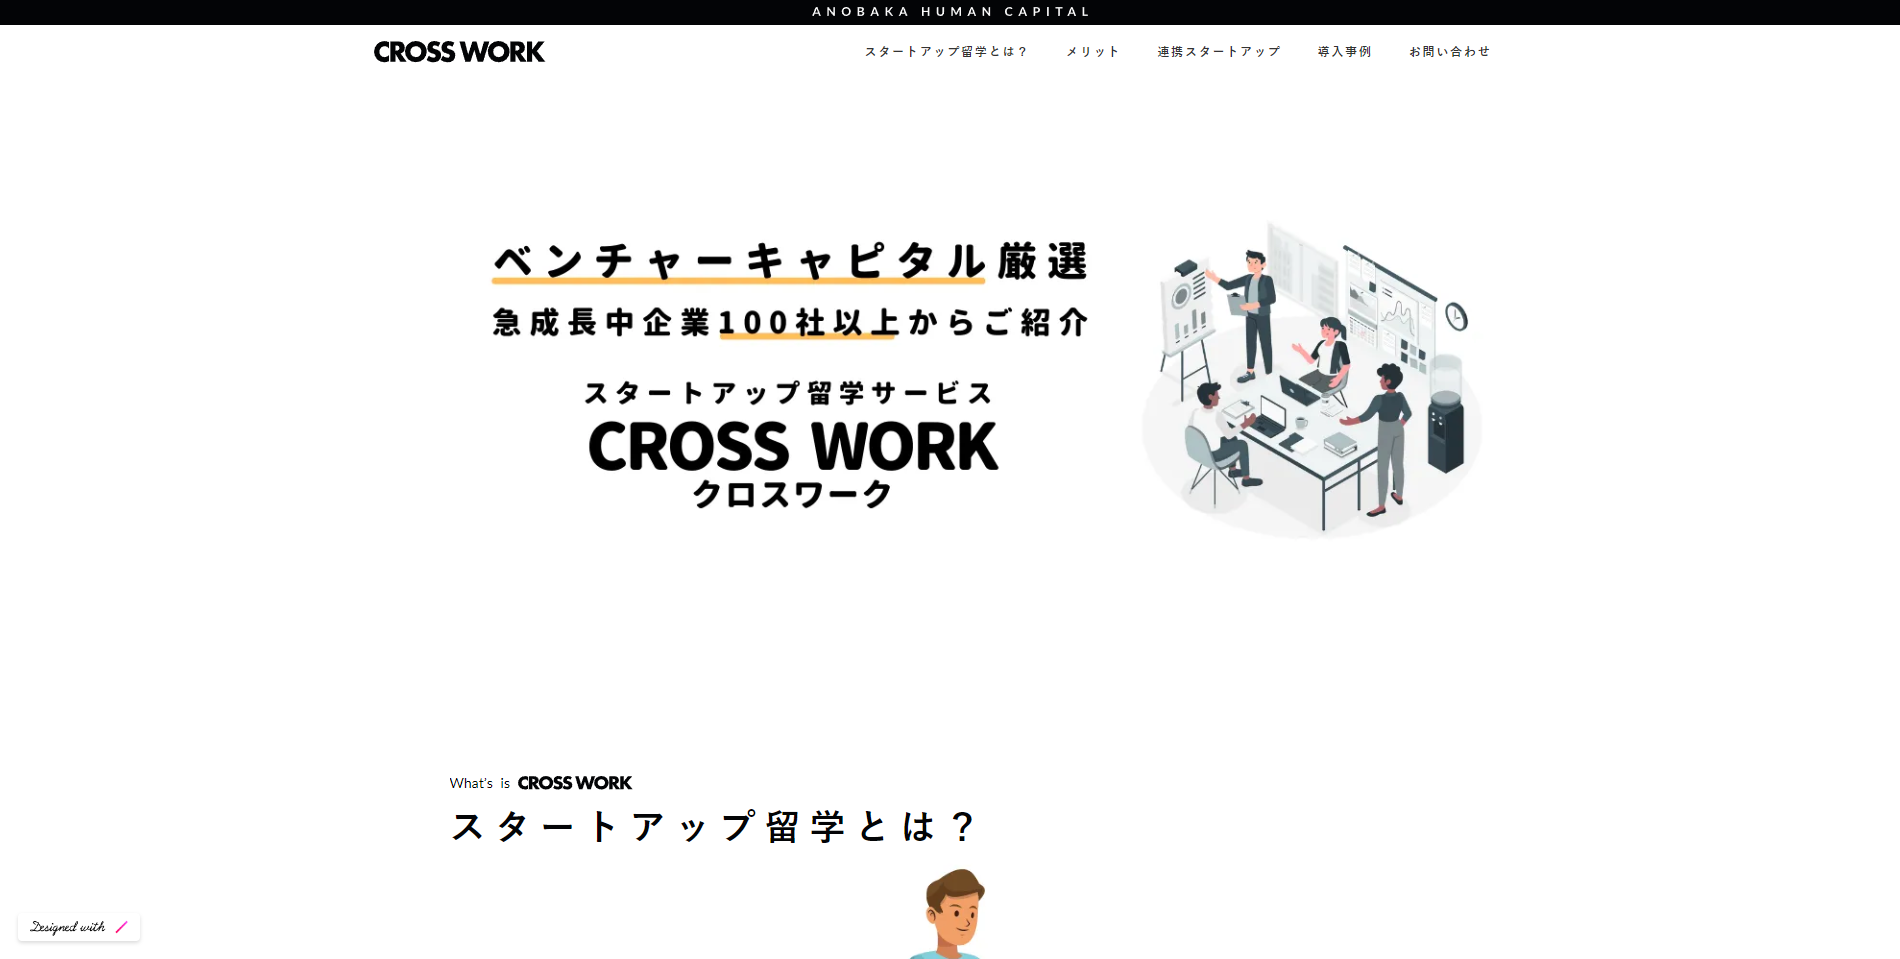 ANOBAKA HUMAN CAPITAL
CROSS WORK
スタートアップ留学とは？ メリット 連携スタートアップ 導入事例 お問い合わせ
ベンチャーキャピタル厳選
急成長中企業100社以上からご紹介
スタートアップ留学サービス
CROSS WORK
クロスワーク
What's is CROSS WORK
スタートアップ留学とは？
Designed with